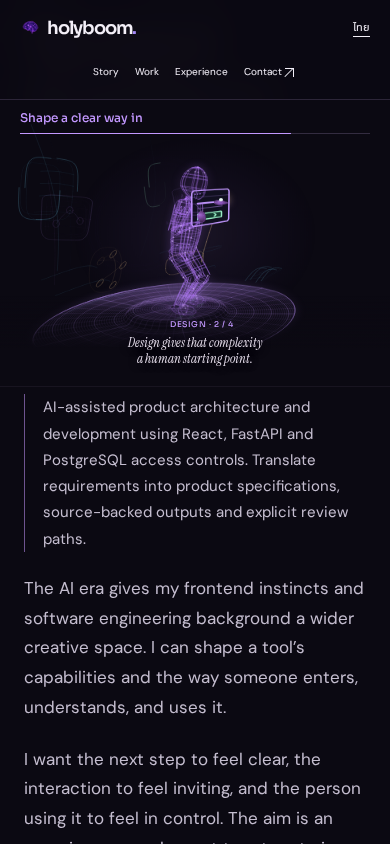 holyboom.
ไทย
Story Work Experience Contact
Shape a clear way in
DESIGN · 2 / 4
Design gives that complexity
a human starting point.
AI-assisted product architecture and
development using React, FastAPI and
PostgreSQL access controls. Translate
requirements into product specifications,
source-backed outputs and explicit review
paths.
The AI era gives my frontend instincts and
software engineering background a wider
creative space. I can shape a tool’s
capabilities and the way someone enters,
understands, and uses it.
I want the next step to feel clear, the
interaction to feel inviting, and the person
using it to feel in control. The aim is an